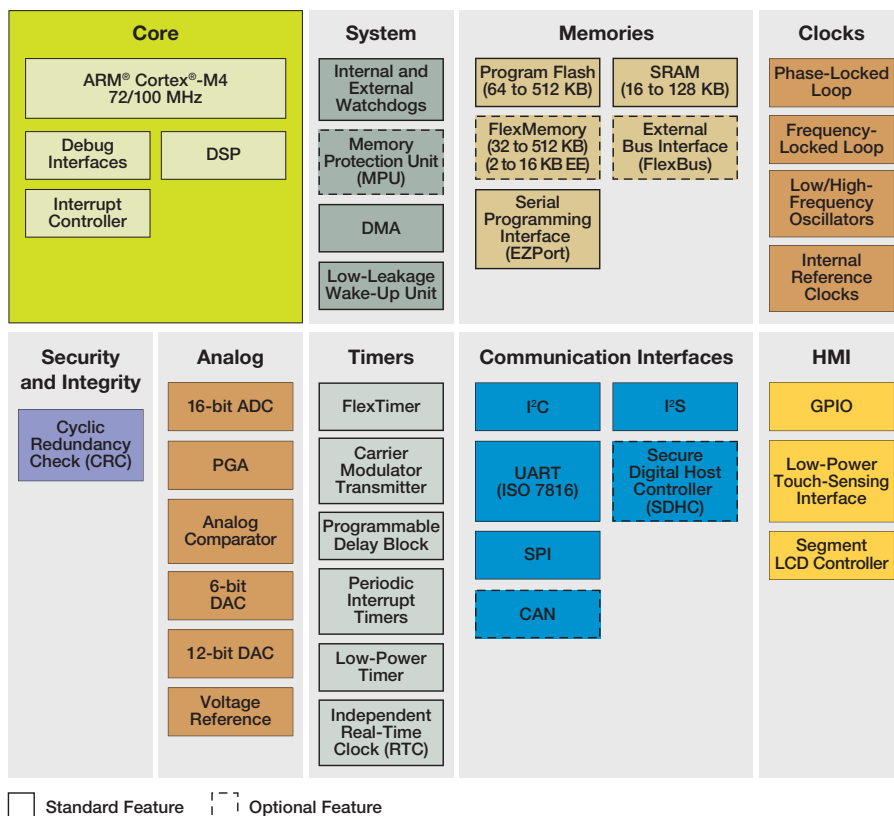 Core
ARM® Cortex®-M4
72/100 MHz
Debug
Interfaces
DSP
Interrupt
Controller
System
Internal and
External
Watchdogs
Memory
Protection Unit
(MPU)
DMA
Low-Leakage
Wake-Up Unit
Memories
Program Flash
(64 to 512 KB)
SRAM
(16 to 128 KB)
FlexMemory
(32 to 512 KB)
(2 to 16 KB EE)
External
Bus Interface
(FlexBus)
Serial
Programming
Interface
(EZPort)
Clocks
Phase-Locked
Loop
Frequency-
Locked Loop
Low/High-
Frequency
Oscillators
Internal
Reference
Clocks
Security
and Integrity
Cyclic
Redundancy
Check (CRC)
Analog
16-bit ADC
PGA
Analog
Comparator
6-bit
DAC
12-bit DAC
Voltage
Reference
Timers
FlexTimer
Carrier
Modulator
Transmitter
Programmable
Delay Block
Periodic
Interrupt
Timers
Low-Power
Timer
Independent
Real-Time
Clock (RTC)
Communication Interfaces
I²C
I²S
UART
(ISO 7816)
Secure
Digital Host
Controller
(SDHC)
SPI
CAN
HMI
GPIO
Low-Power
Touch-Sensing
Interface
Segment
LCD Controller
Standard Feature
Optional Feature